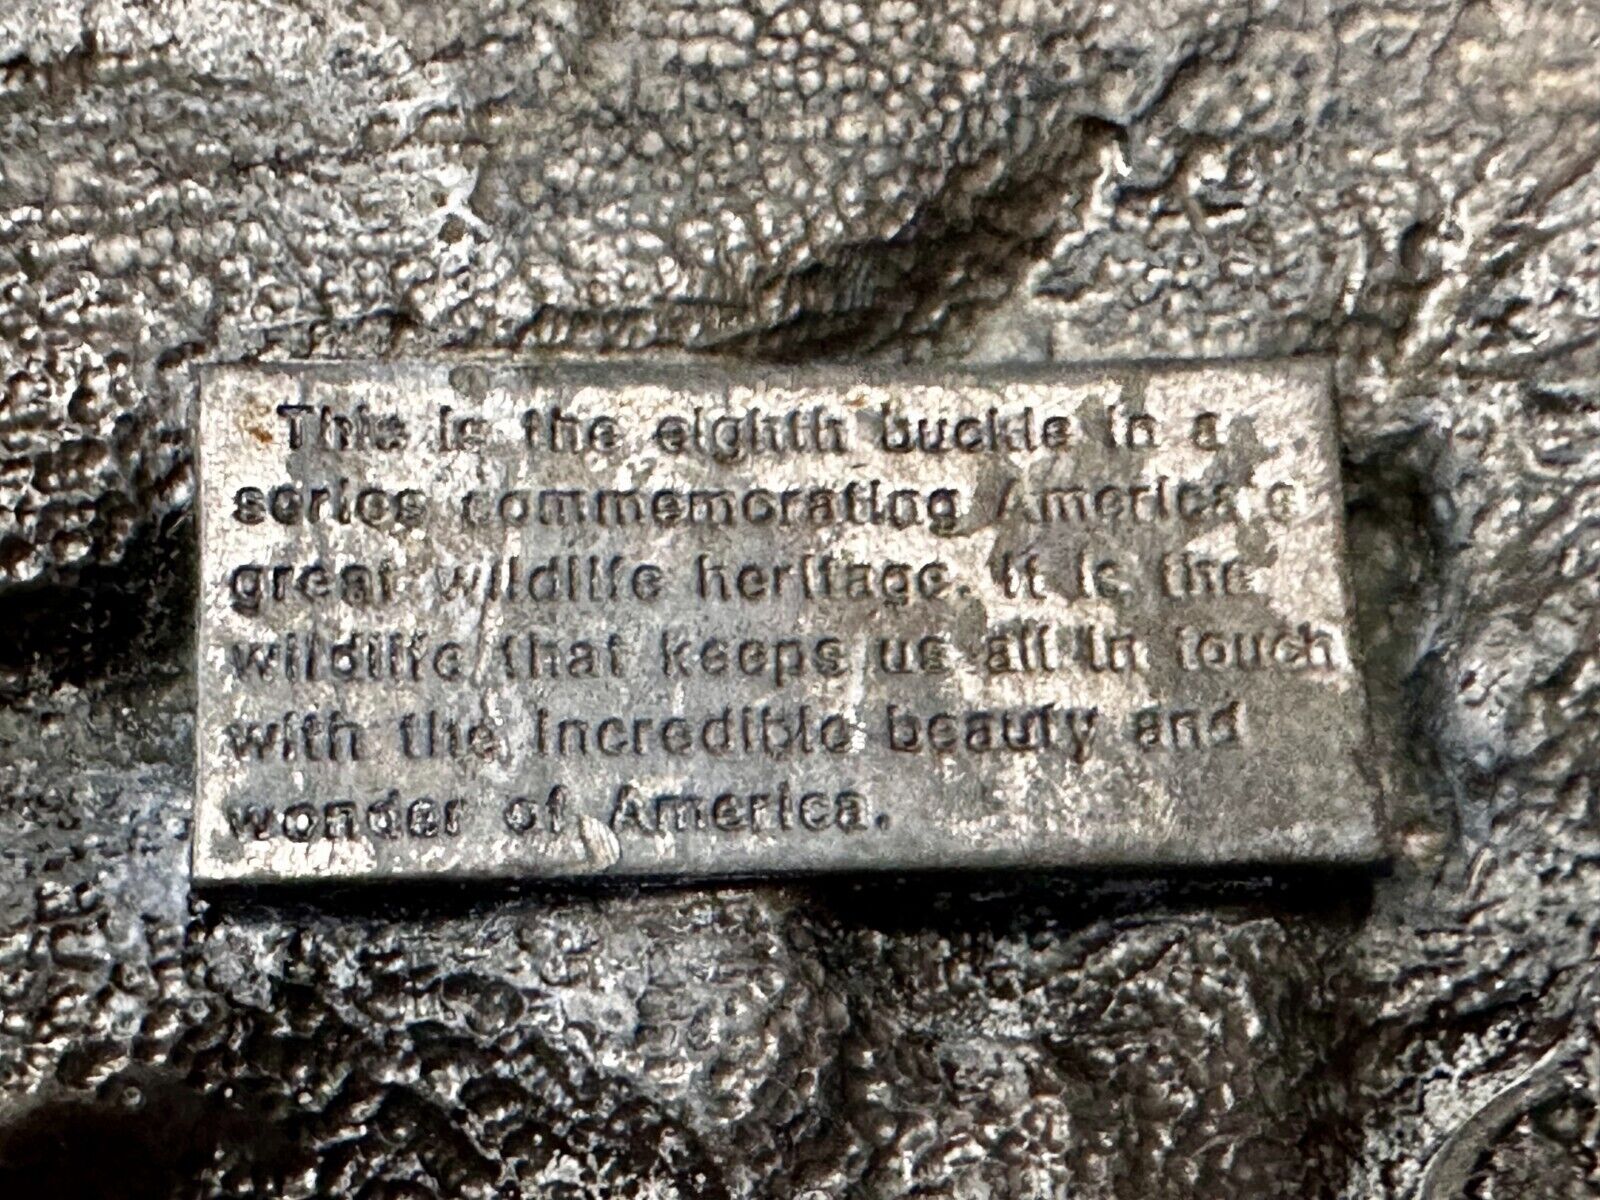 This is the eighth buckle in a
series commemorating America's
great wildlife heritage. It is the
wildlife that keeps us all in touch
with the incredible beauty and
wonder of America.